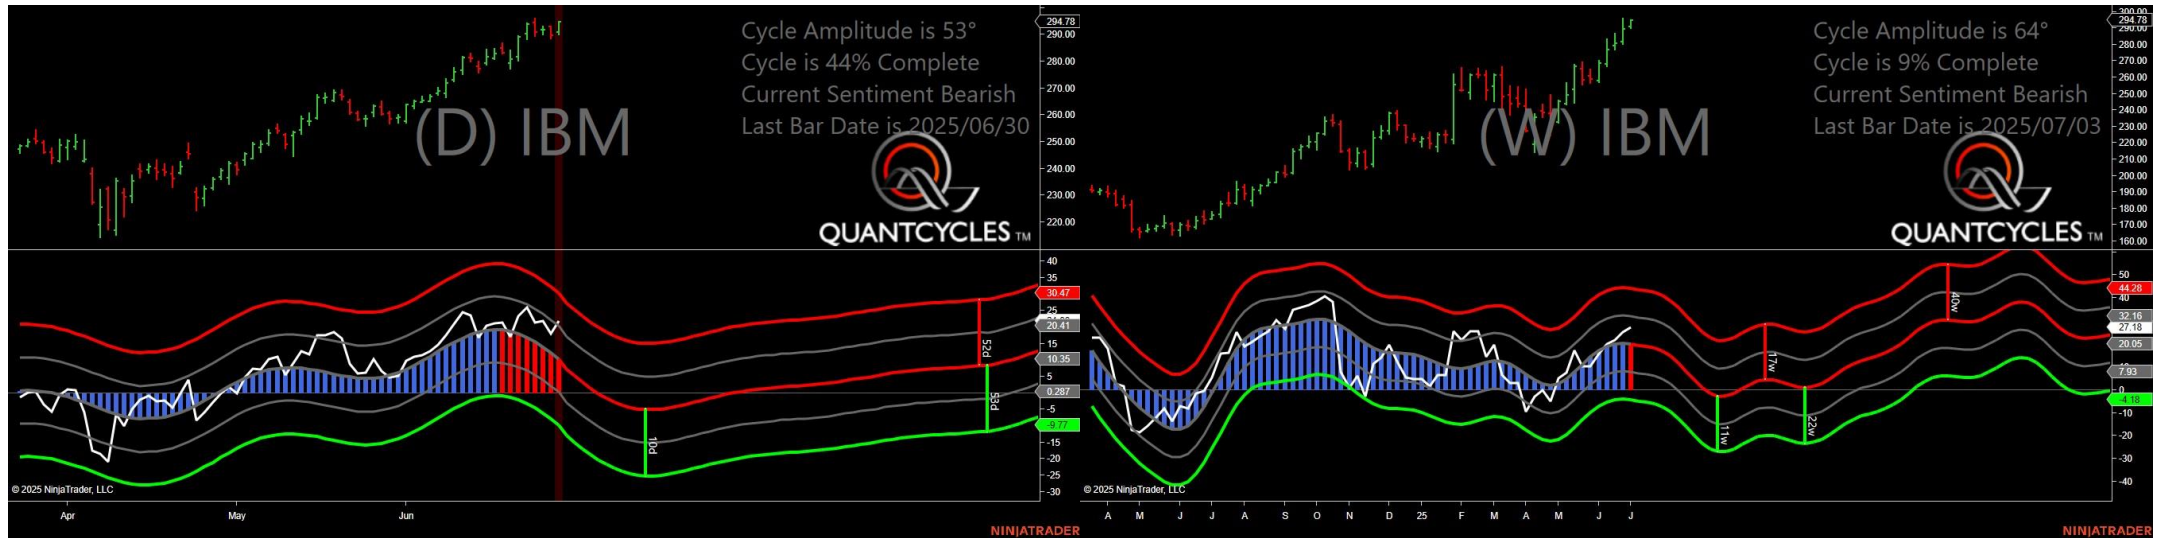 Cycle Amplitude is 53°
Cycle is 44% Complete
Current Sentiment Bearish
Last Bar Date is 2025/06/30
(D) IBM
QUANTCYCLES TM
294.78
290.00
280.00
270.00
260.00
250.00
240.00
230.00
220.00
40
35
30.47
25
20.41
15
10.35
5
0.287
-5
-9.77
-15
-20
-25
-30
10d
52d
53d
© 2025 NinjaTrader, LLC
Apr
May
Jun
NINJATRADER
Cycle Amplitude is 64°
Cycle is 9% Complete
Current Sentiment Bearish
Last Bar Date is 2025/07/03
(W) IBM
QUANTCYCLES TM
300.00
294.78
290.00
280.00
270.00
260.00
250.00
240.00
230.00
220.00
210.00
200.00
190.00
180.00
170.00
160.00
50
44.28
40
32.16
27.18
20.05
7.93
0
-4.18
-10
-20
-30
-40
11w
17w
22w
40w
© 2025 NinjaTrader, LLC
A M J J A S O N D 25 F M A M J J
NINJATRADER